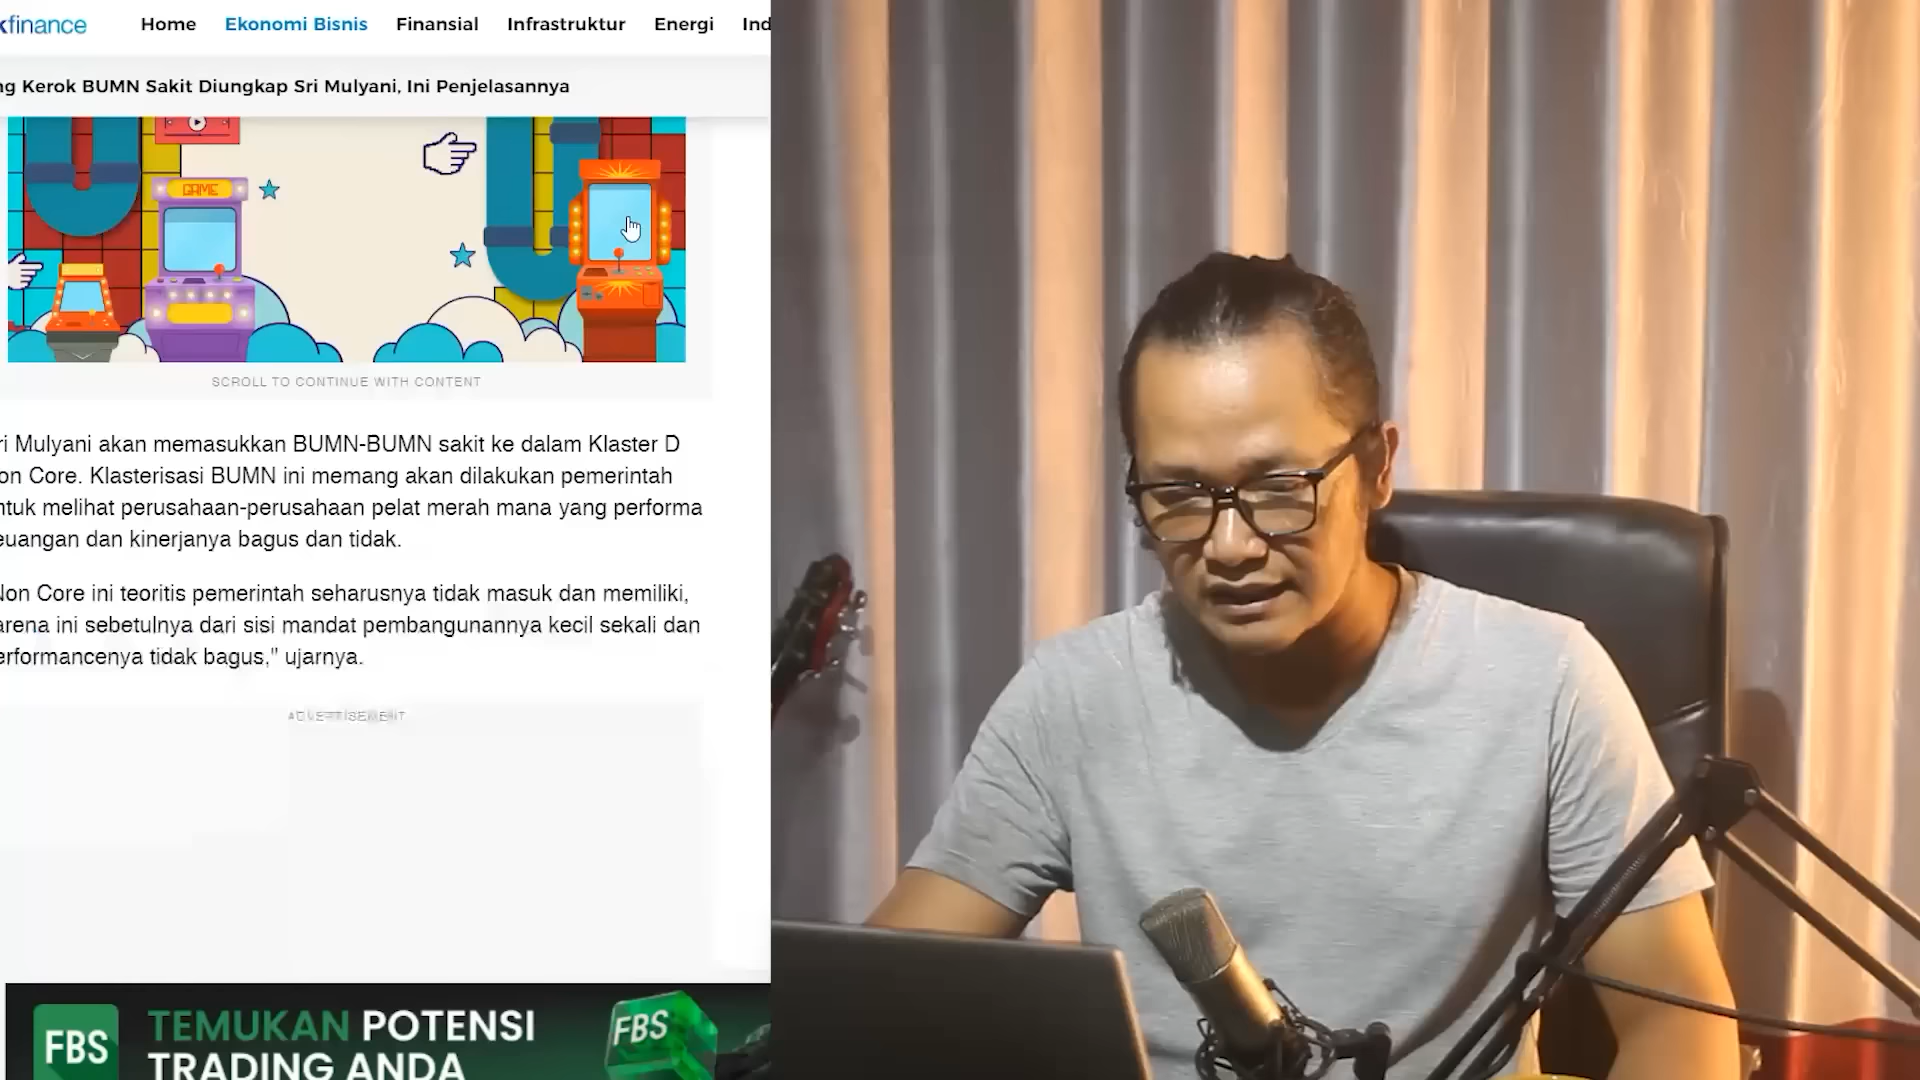 kfinance
Home Ekonomi Bisnis Finansial Infrastruktur Energi Ind
ng Kerok BUMN Sakit Diungkap Sri Mulyani, Ini Penjelasannya
GAME
SCROLL TO CONTINUE WITH CONTENT
ri Mulyani akan memasukkan BUMN-BUMN sakit ke dalam Klaster D
on Core. Klasterisasi BUMN ini memang akan dilakukan pemerintah
ntuk melihat perusahaan-perusahaan pelat merah mana yang performa
euangan dan kinerjanya bagus dan tidak.
Non Core ini teoritis pemerintah seharusnya tidak masuk dan memiliki,
arena ini sebetulnya dari sisi mandat pembangunannya kecil sekali dan
erformancenya tidak bagus," ujarnya.
ADVERTISEMENT
FBS
TEMUKAN POTENSI
TRADING ANDA
FBS